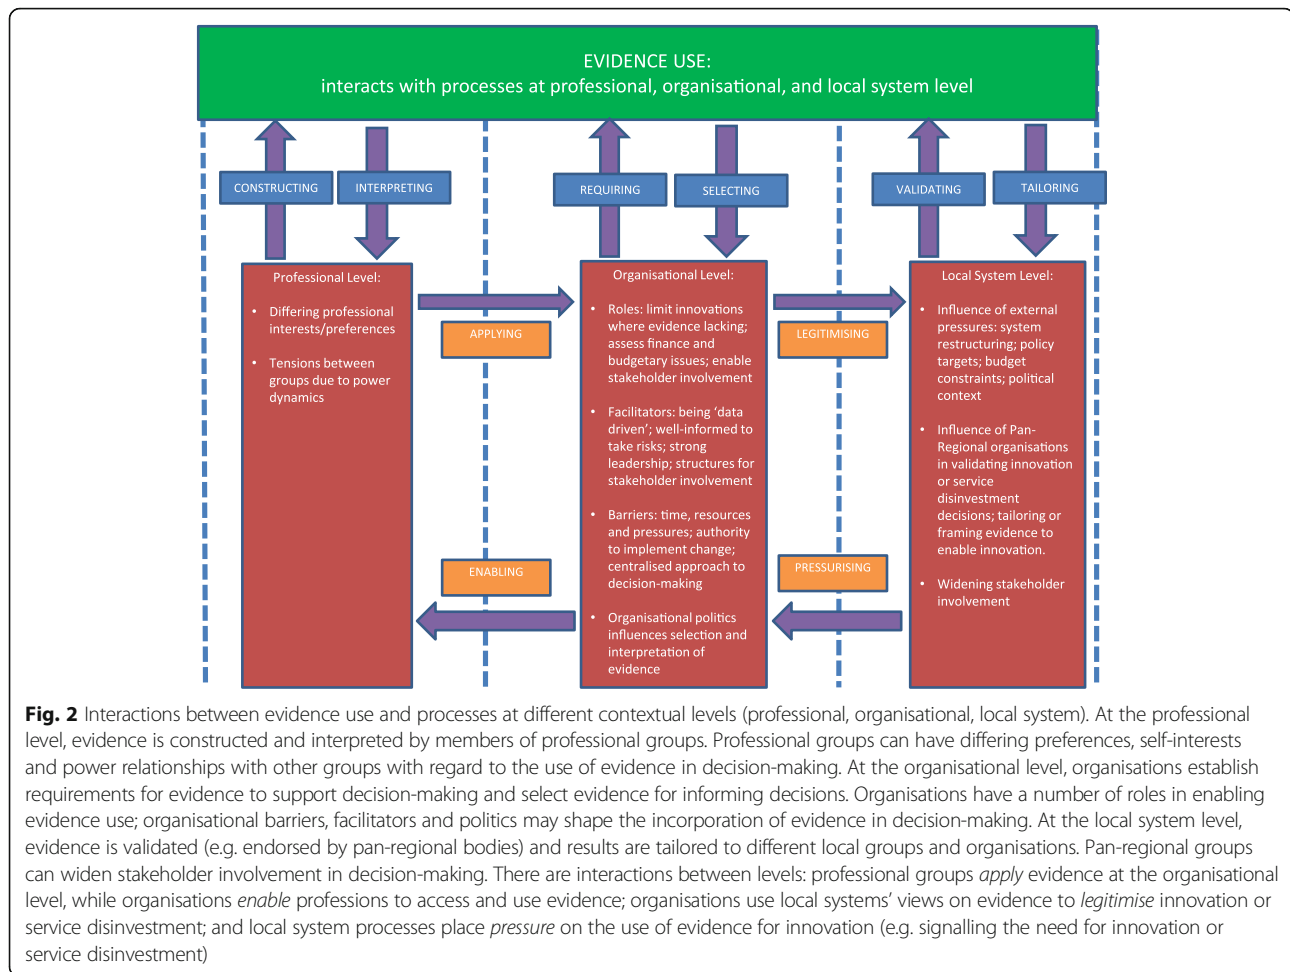 EVIDENCE USE:
interacts with processes at professional, organisational, and local system level
CONSTRUCTING
INTERPRETING
REQUIRING
SELECTING
VALIDATING
TAILORING
Professional Level:
• Differing professional
interests/preferences
• Tensions between
groups due to power
dynamics
APPLYING
ENABLING
Organisational Level:
• Roles: limit innovations
where evidence lacking;
assess finance and
budgetary issues; enable
stakeholder involvement
• Facilitators: being ‘data
driven’; well-informed to
take risks; strong
leadership; structures for
stakeholder involvement
• Barriers: time, resources
and pressures; authority
to implement change;
centralised approach to
decision-making
• Organisational politics
influences selection and
interpretation of
evidence
LEGITIMISING
PRESSURISING
Local System Level:
• Influence of external
pressures: system
restructuring; policy
targets; budget
constraints; political
context
• Influence of Pan-
Regional organisations
in validating innovation
or service
disinvestment
decisions; tailoring or
framing evidence to
enable innovation.
• Widening stakeholder
involvement
Fig. 2 Interactions between evidence use and processes at different contextual levels (professional, organisational, local system). At the professional
level, evidence is constructed and interpreted by members of professional groups. Professional groups can have differing preferences, self-interests
and power relationships with other groups with regard to the use of evidence in decision-making. At the organisational level, organisations establish
requirements for evidence to support decision-making and select evidence for informing decisions. Organisations have a number of roles in enabling
evidence use; organisational barriers, facilitators and politics may shape the incorporation of evidence in decision-making. At the local system level,
evidence is validated (e.g. endorsed by pan-regional bodies) and results are tailored to different local groups and organisations. Pan-regional groups
can widen stakeholder involvement in decision-making. There are interactions between levels: professional groups apply evidence at the organisational
level, while organisations enable professions to access and use evidence; organisations use local systems’ views on evidence to legitimise innovation or
service disinvestment; and local system processes place pressure on the use of evidence for innovation (e.g. signalling the need for innovation or
service disinvestment)